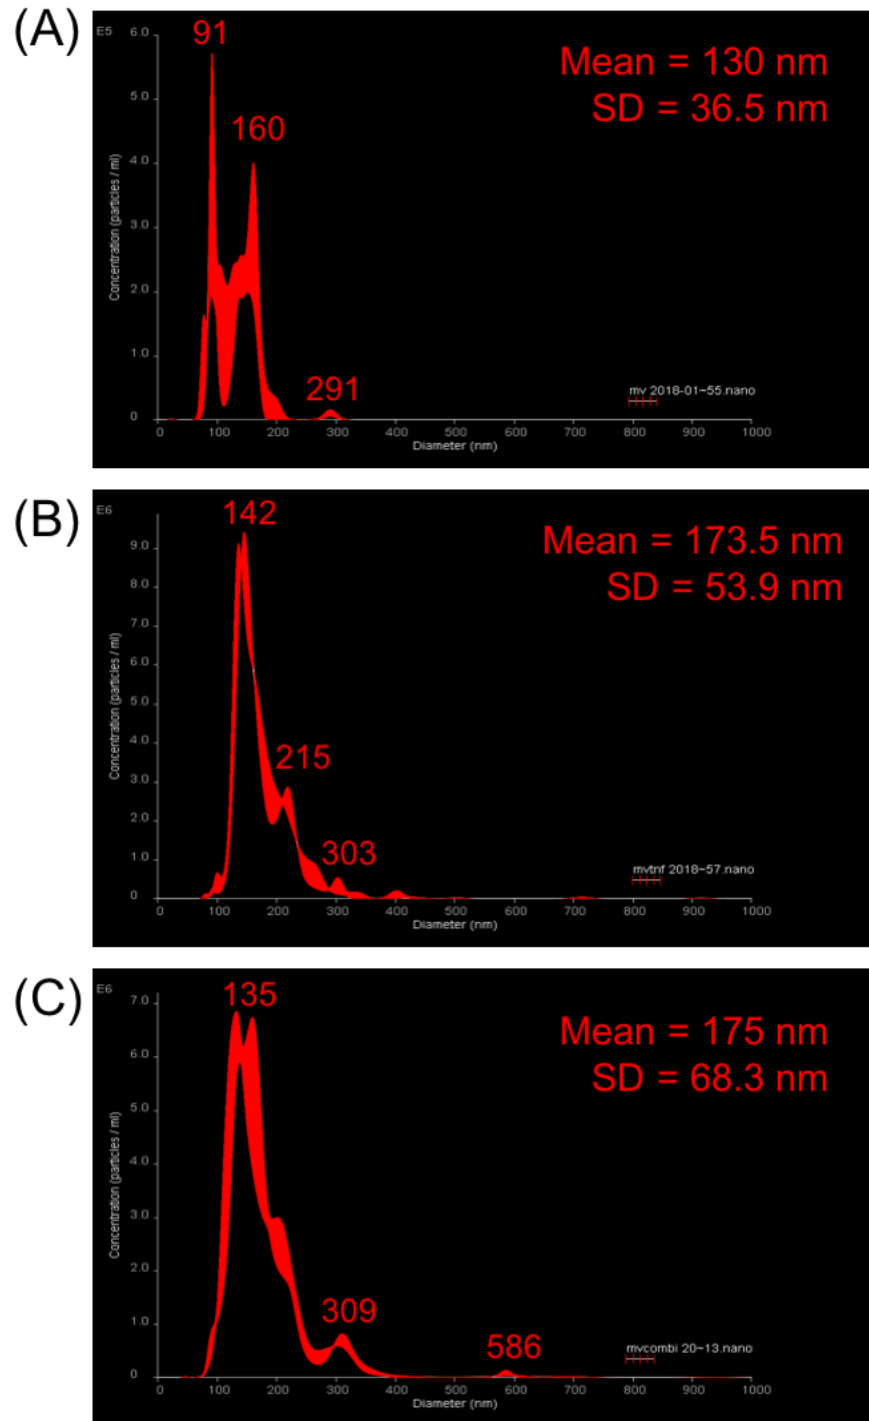 (A)
E5
91
Mean = 130 nm
SD = 36.5 nm
160
291
mv 2018-01~55.nano
Concentration (particles / ml)
6.0
5.0
4.0
3.0
2.0
1.0
0
0 100 200 300 400 500 600 700 800 900 1000
Diameter (nm)
(B)
E6
142
Mean = 173.5 nm
SD = 53.9 nm
215
303
mvtnf 2018~57.nano
Concentration (particles / ml)
9.0
8.0
7.0
6.0
5.0
4.0
3.0
2.0
1.0
0
0 100 200 300 400 500 600 700 800 900 1000
Diameter (nm)
(C)
E6
135
Mean = 175 nm
SD = 68.3 nm
309
586
mvcombi 20~13.nano
Concentration (particles / ml)
7.0
6.0
5.0
4.0
3.0
2.0
1.0
0
0 100 200 300 400 500 600 700 800 900 1000
Diameter (nm)